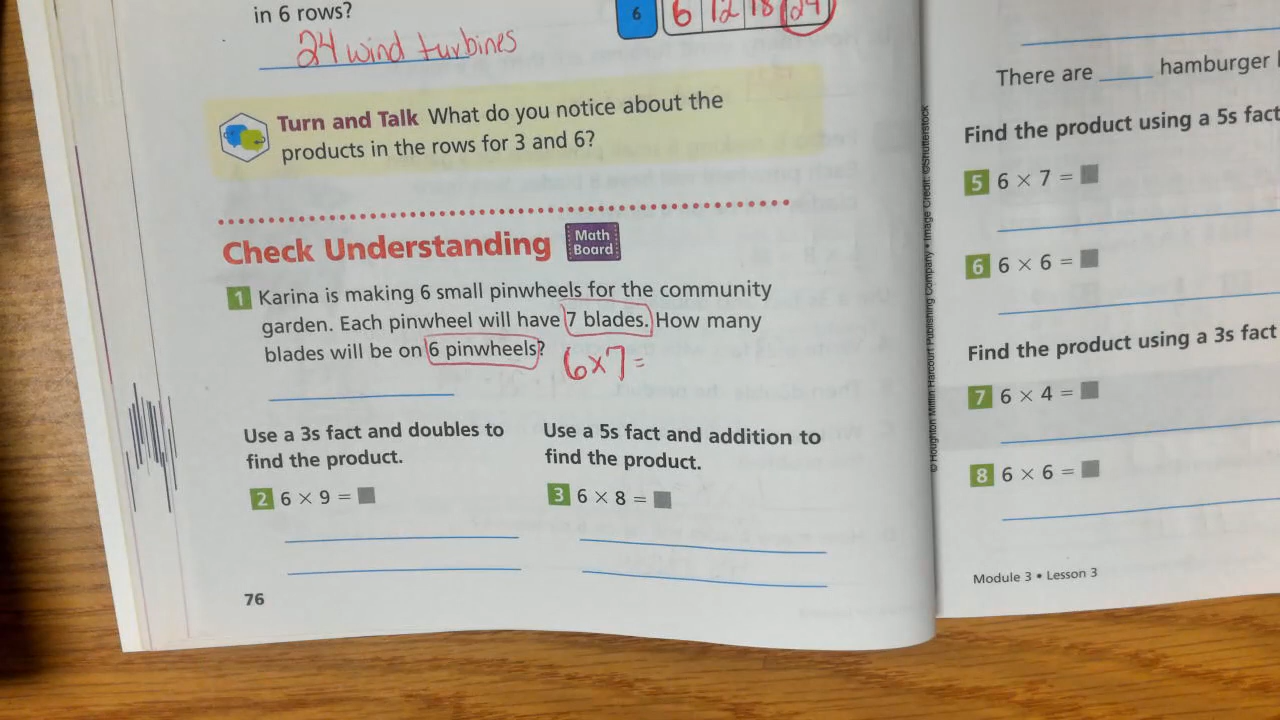 in 6 rows?
24 wind turbines
6 6 12 18 24
Turn and Talk What do you notice about the
products in the rows for 3 and 6?
Check Understanding Math Board
1 Karina is making 6 small pinwheels for the community
garden. Each pinwheel will have 7 blades. How many
blades will be on 6 pinwheels? 6×7=
Use a 3s fact and doubles to
find the product.
2 6 × 9 =
Use a 5s fact and addition to
find the product.
3 6 × 8 =
76
© Houghton Mifflin Harcourt Publishing Company • Image Credit: ©Shutterstock
There are _____ hamburger
Find the product using a 5s fact
5 6 × 7 =
6 6 × 6 =
Find the product using a 3s fact
7 6 × 4 =
8 6 × 6 =
Module 3 • Lesson 3